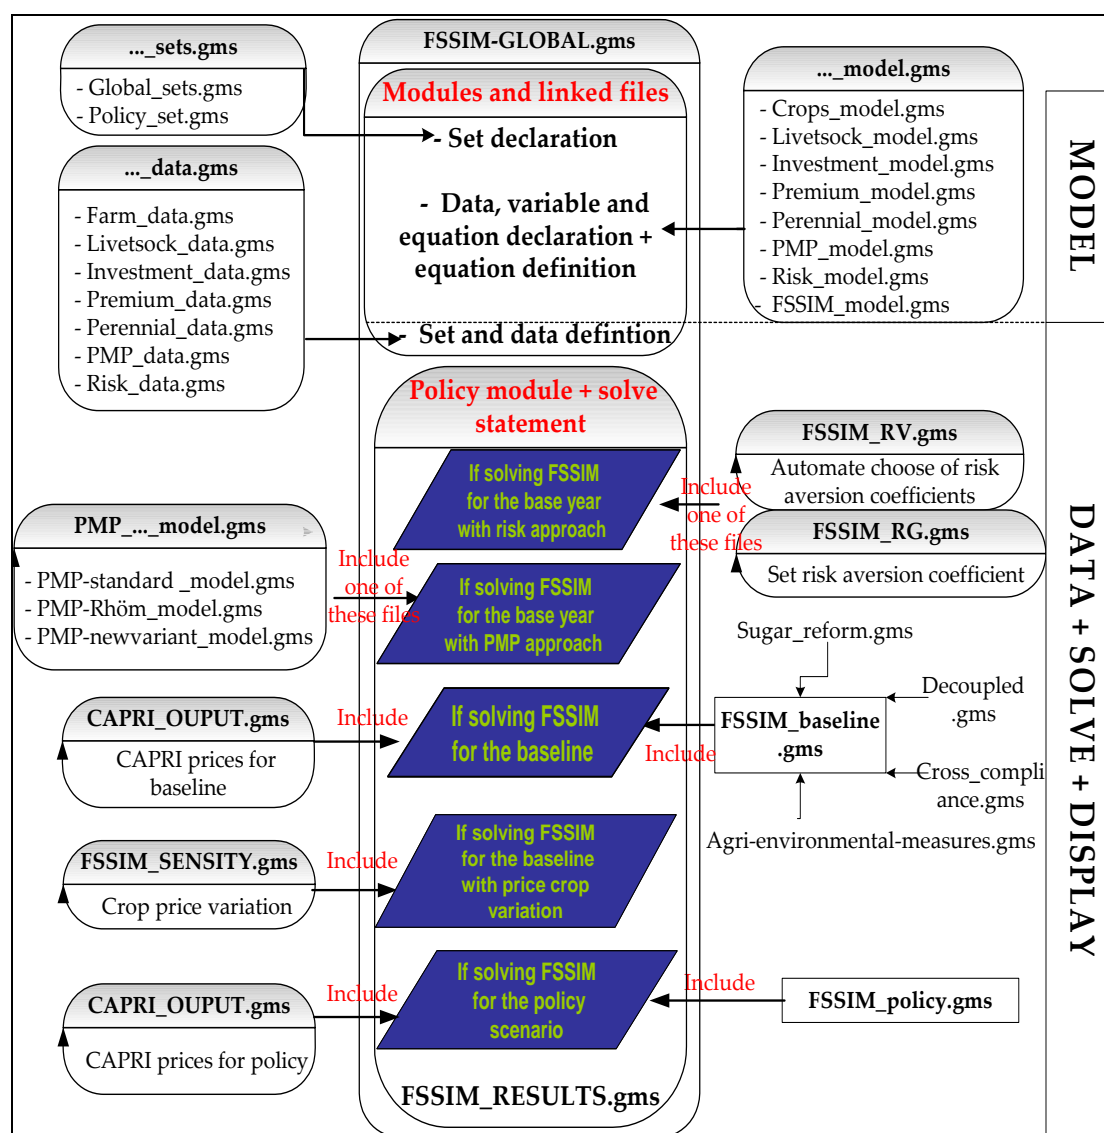 ..._sets.gms
- Global_sets.gms
- Policy_set.gms
..._data.gms
- Farm_data.gms
- Livetsock_data.gms
- Investment_data.gms
- Premium_data.gms
- Perennial_data.gms
- PMP_data.gms
- Risk_data.gms
FSSIM-GLOBAL.gms
Modules and linked files
- Set declaration
- Data, variable and
equation declaration +
equation definition
- Set and data defintion
..._model.gms
- Crops_model.gms
- Livetsock_model.gms
- Investment_model.gms
- Premium_model.gms
- Perennial_model.gms
- PMP_model.gms
- Risk_model.gms
- FSSIM_model.gms
MODEL
Policy module + solve
statement
If solving FSSIM
for the base year
with risk approach
Include
one of
these files
FSSIM_RV.gms
Automate choose of risk
aversion coefficients
FSSIM_RG.gms
Set risk aversion coefficient
PMP_..._model.gms
- PMP-standard _model.gms
- PMP-Rhöm_model.gms
- PMP-newvariant_model.gms
Include
one of
these files
If solving FSSIM
for the base year
with PMP approach
Sugar_reform.gms
Decoupled
.gms
FSSIM_baseline
.gms
Cross_compli
ance.gms
Agri-environmental-measures.gms
Include
CAPRI_OUPUT.gms
CAPRI prices for
baseline
Include
If solving FSSIM
for the baseline
FSSIM_SENSITY.gms
Crop price variation
Include
If solving FSSIM
for the baseline
with price crop
variation
CAPRI_OUPUT.gms
CAPRI prices for policy
Include
If solving FSSIM
for the policy
scenario
Include
FSSIM_policy.gms
FSSIM_RESULTS.gms
DATA + SOLVE + DISPLAY